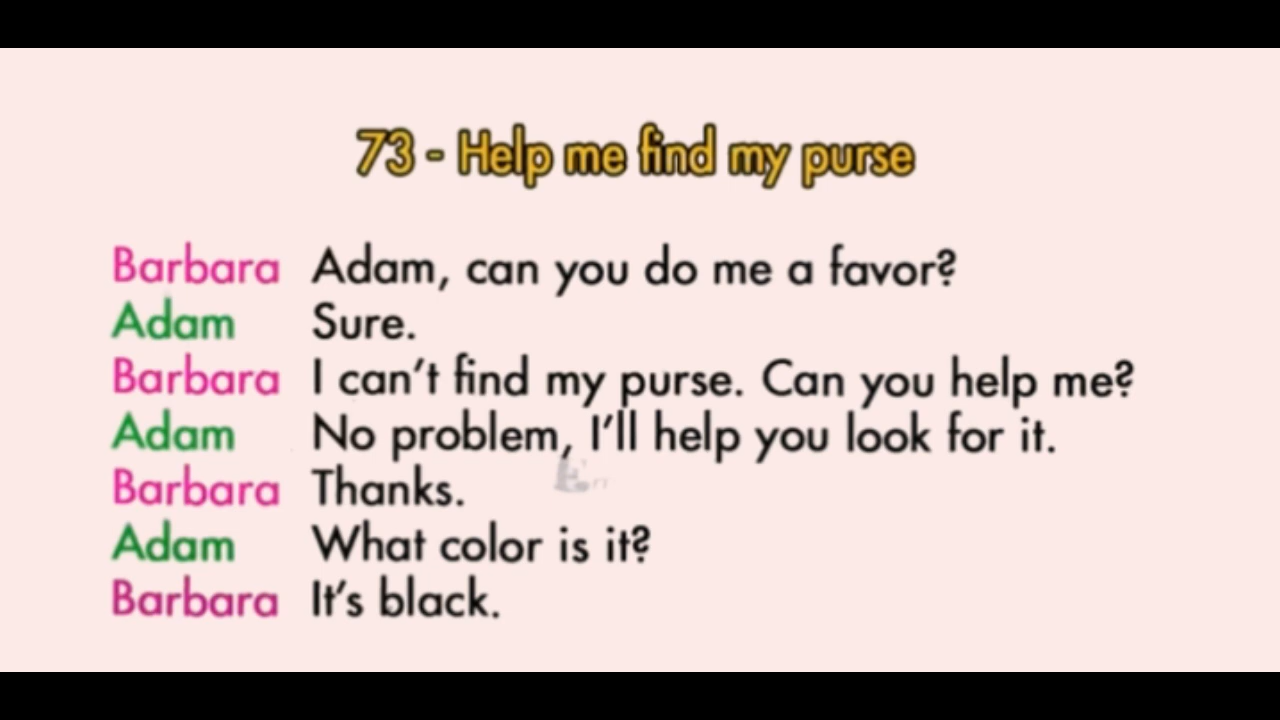 73 - Help me find my purse
Barbara Adam, can you do me a favor?
Adam Sure.
Barbara I can't find my purse. Can you help me?
Adam No problem, I'll help you look for it.
Barbara Thanks.
Adam What color is it?
Barbara It's black.